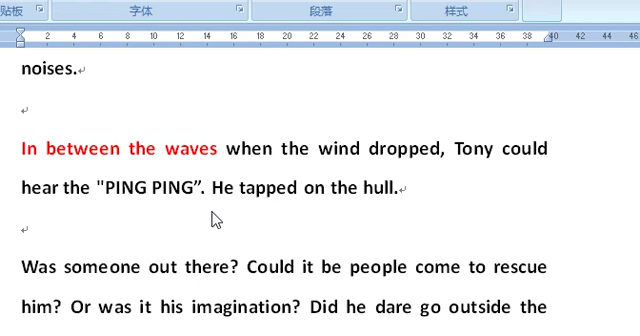 贴板 字体 段落 样式
2 4 6 8 10 12 14 16 18 20 22 24 26 28 30 32 34 36 38 40 42 44 46
noises.
In between the waves when the wind dropped, Tony could
hear the "PING PING”. He tapped on the hull.
Was someone out there? Could it be people come to rescue
him? Or was it his imagination? Did he dare go outside the